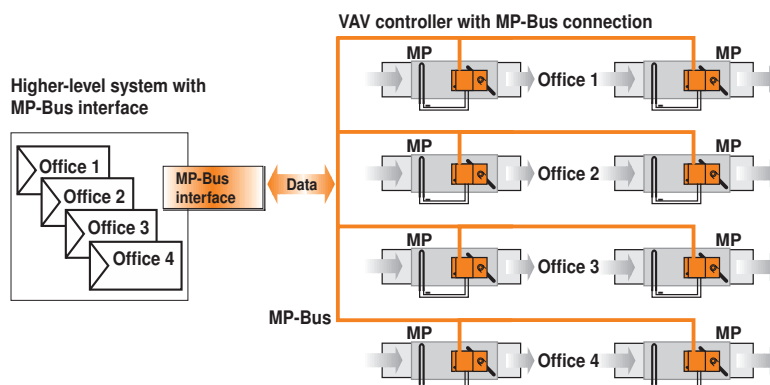 VAV controller with MP-Bus connection
Higher-level system with
MP-Bus interface
Office 1
Office 2
Office 3
Office 4
MP-Bus
interface
Data
MP-Bus
MP
Office 1
MP
MP
Office 2
MP
MP
Office 3
MP
MP
Office 4
MP